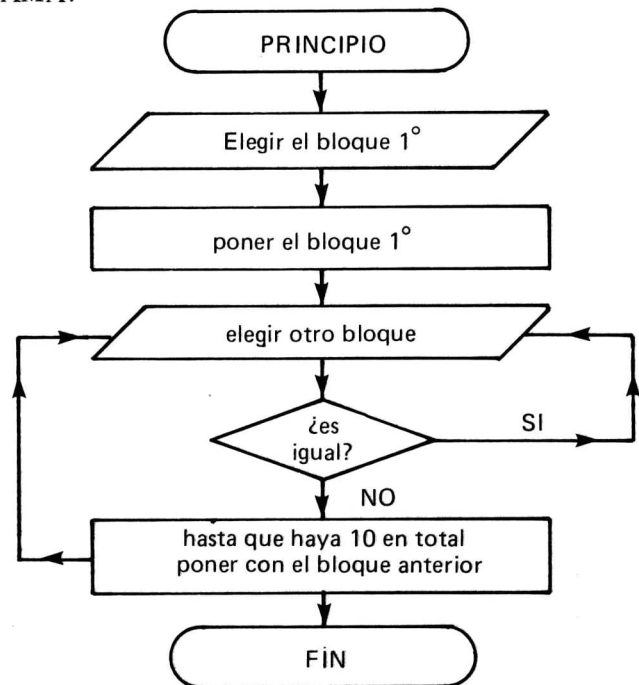 PRINCIPIO
Elegir el bloque 1°
poner el bloque 1°
elegir otro bloque
¿es
igual?
SI
NO
hasta que haya 10 en total
poner con el bloque anterior
FIN